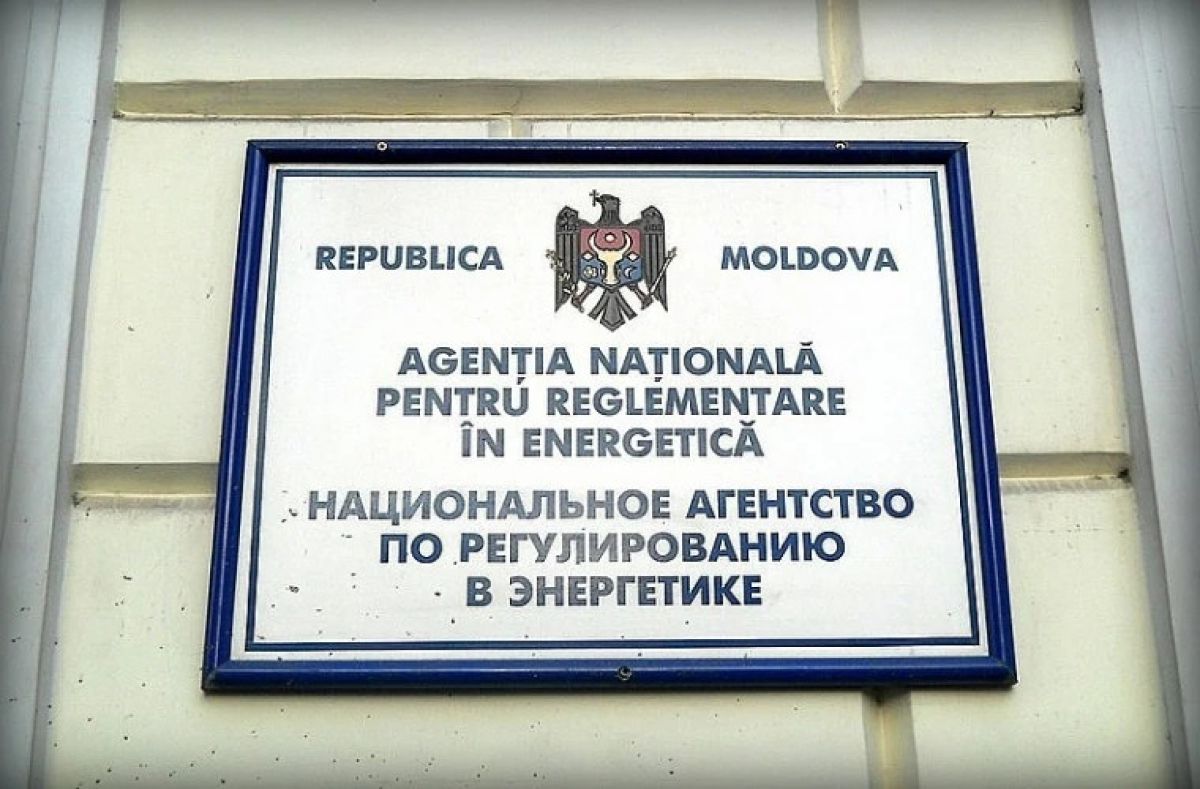 REPUBLICA MOLDOVA
AGENȚIA NAȚIONALĂ
PENTRU REGLEMENTARE
ÎN ENERGETICĂ
НАЦИОНАЛЬНОЕ АГЕНТСТВО
ПО РЕГУЛИРОВАНИЮ
В ЭНЕРГЕТИКЕ